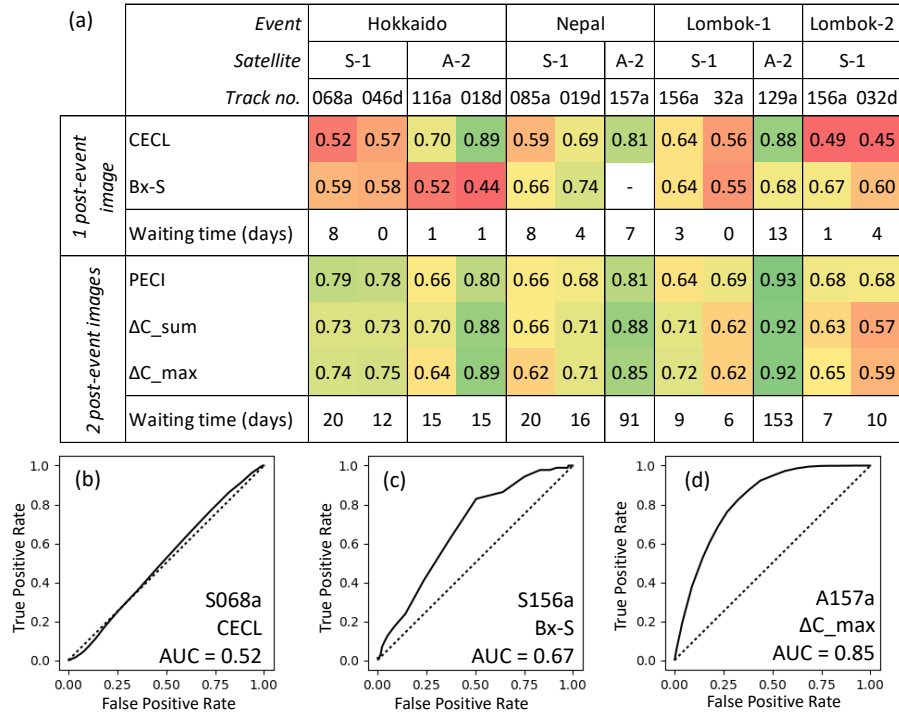 (a)
Event Hokkaido Nepal Lombok-1 Lombok-2
Satellite S-1 A-2 S-1 A-2 S-1 A-2 S-1
Track no. 068a 046d 116a 018d 085a 019d 157a 156a 32a 129a 156a 032d
1 post-event image
CECL 0.52 0.57 0.70 0.89 0.59 0.69 0.81 0.64 0.56 0.88 0.49 0.45
Bx-S 0.59 0.58 0.52 0.44 0.66 0.74 - 0.64 0.55 0.68 0.67 0.60
Waiting time (days) 8 0 1 1 8 4 7 3 0 13 1 4
2 post-event images
PECI 0.79 0.78 0.66 0.80 0.66 0.68 0.81 0.64 0.69 0.93 0.68 0.68
ΔC_sum 0.73 0.73 0.70 0.88 0.66 0.71 0.88 0.71 0.62 0.92 0.63 0.57
ΔC_max 0.74 0.75 0.64 0.89 0.62 0.71 0.85 0.72 0.62 0.92 0.65 0.59
Waiting time (days) 20 12 15 15 20 16 91 9 6 153 7 10
(b)
True Positive Rate
1.0
0.8
0.6
0.4
0.2
0.0
S068a
CECL
AUC = 0.52
0.00 0.25 0.50 0.75 1.00
False Positive Rate
(c)
True Positive Rate
1.0
0.8
0.6
0.4
0.2
0.0
S156a
Bx-S
AUC = 0.67
0.00 0.25 0.50 0.75 1.00
False Positive Rate
(d)
True Positive Rate
1.0
0.8
0.6
0.4
0.2
0.0
A157a
ΔC_max
AUC = 0.85
0.00 0.25 0.50 0.75 1.00
False Positive Rate